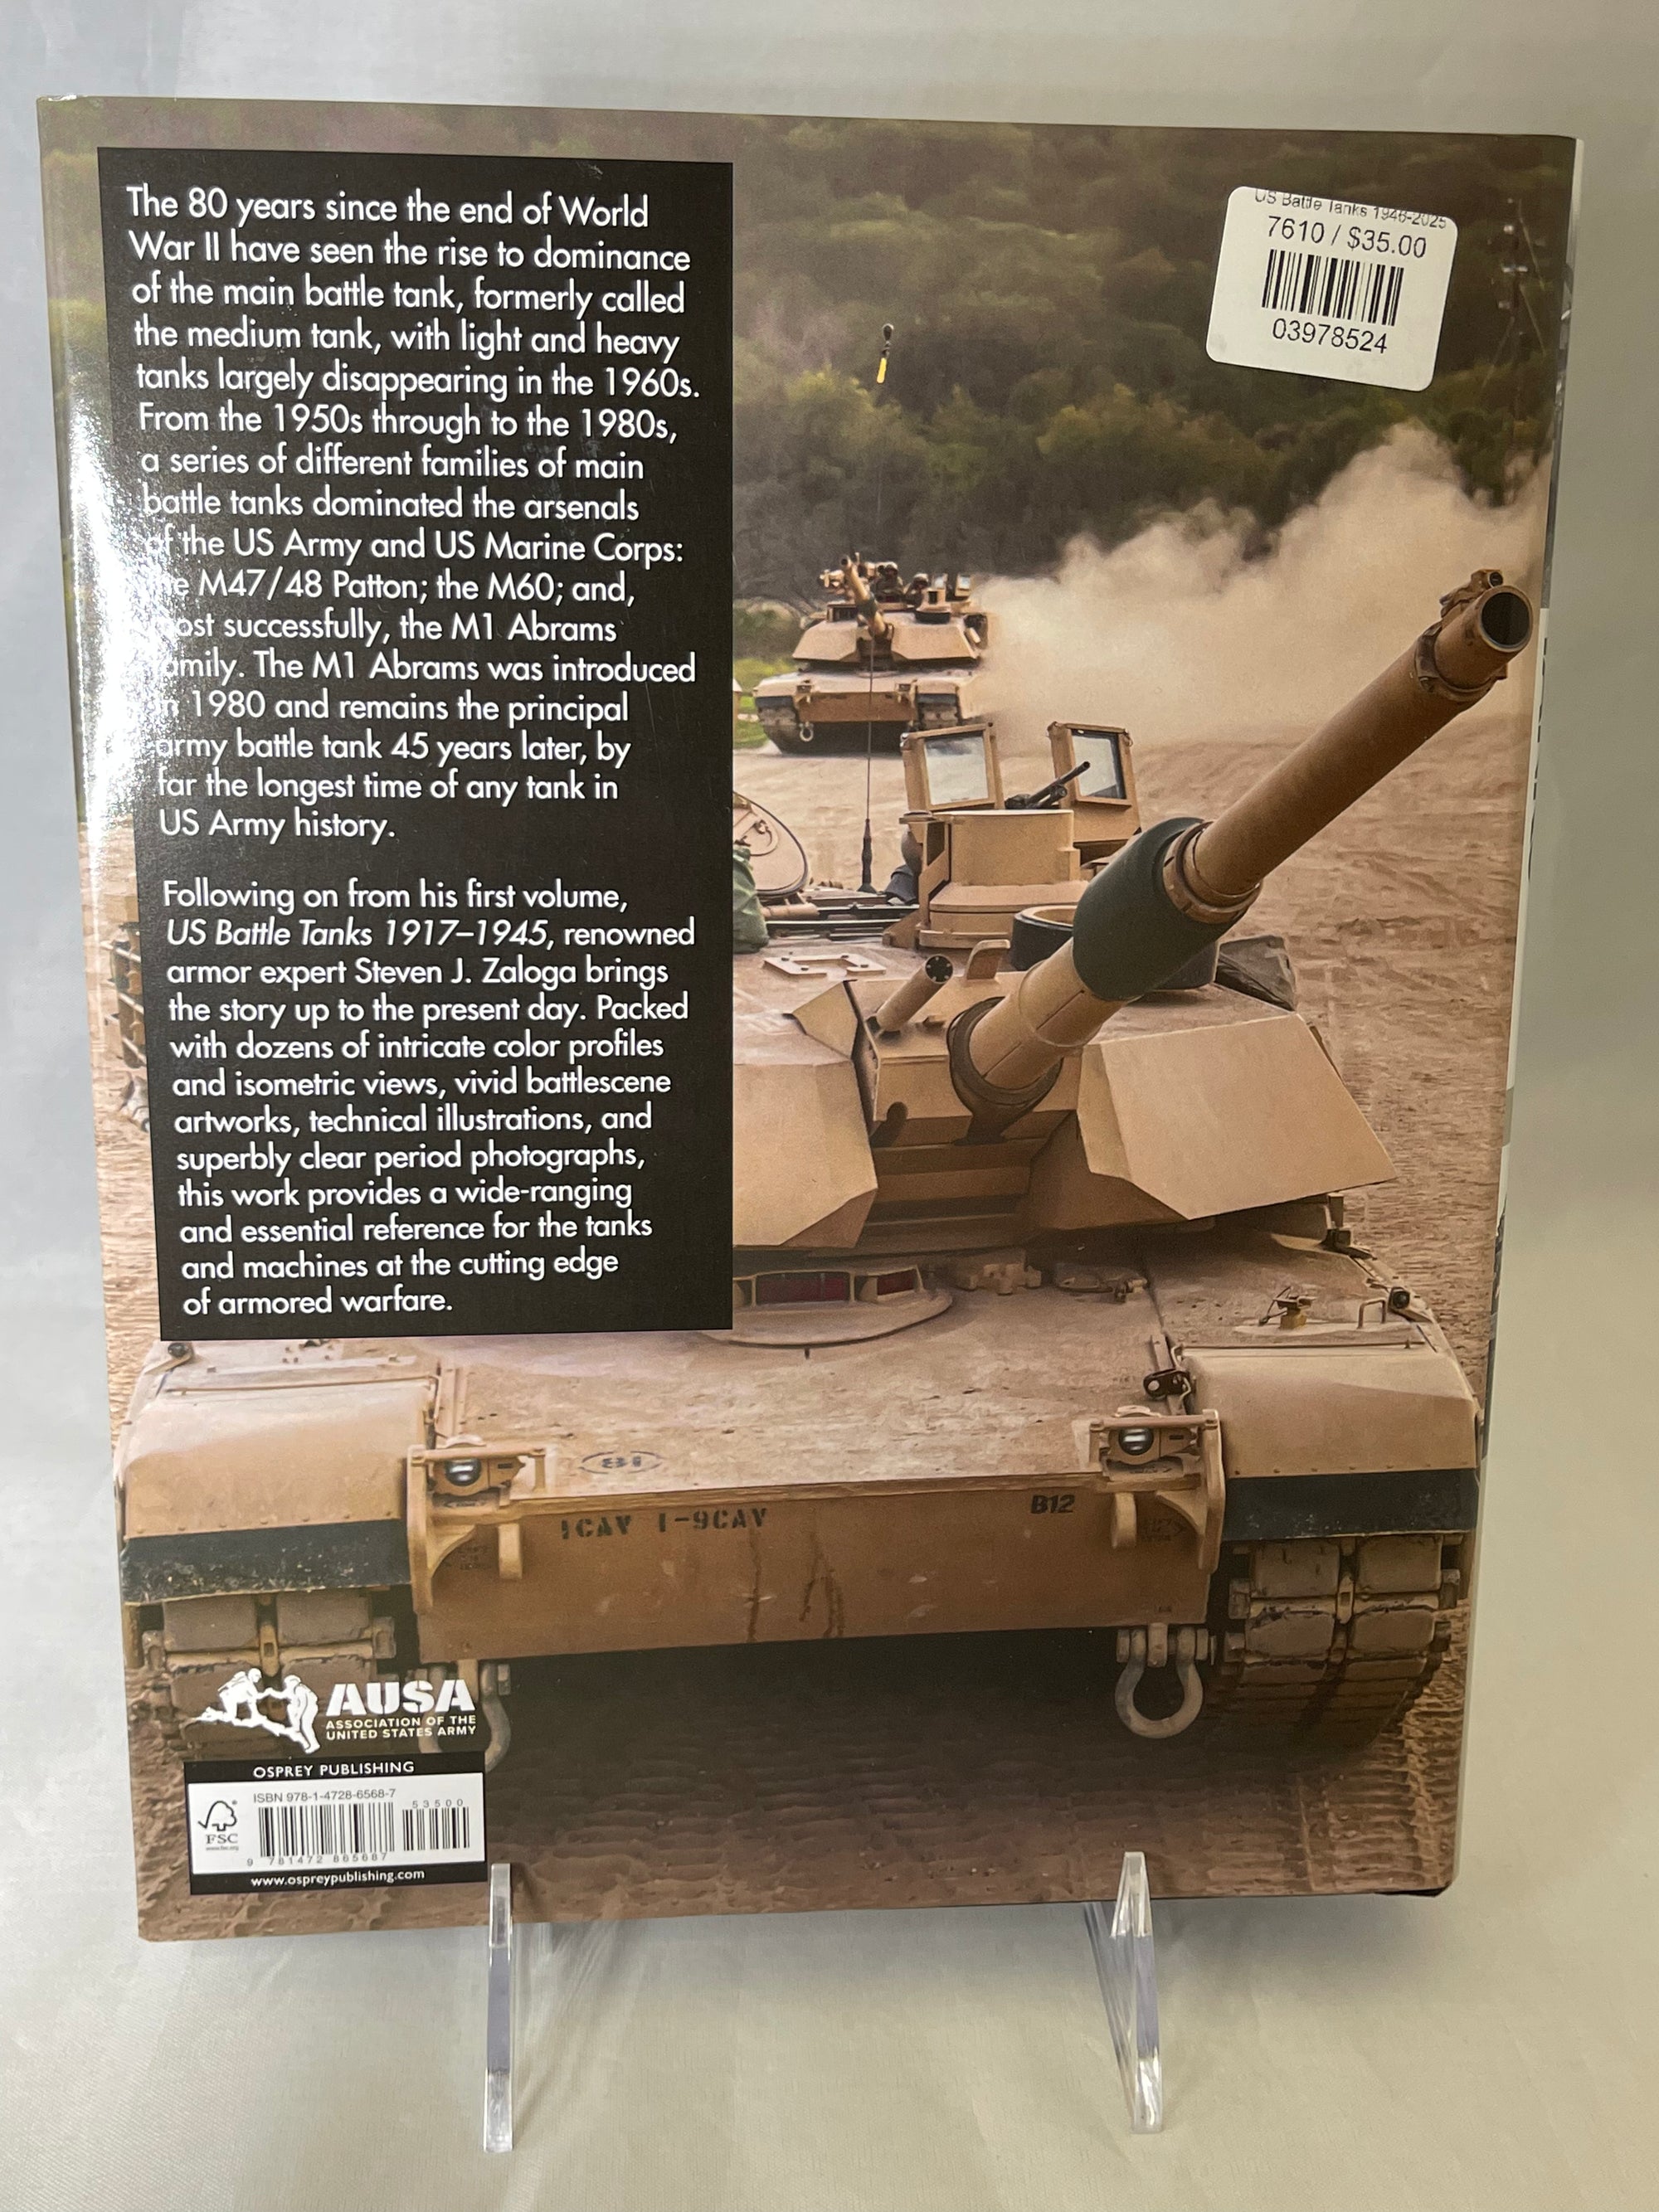 The 80 years since the end of World
War II have seen the rise to dominance
of the main battle tank, formerly called
the medium tank, with light and heavy
tanks largely disappearing in the 1960s.
From the 1950s through to the 1980s,
a series of different families of main
battle tanks dominated the arsenals
of the US Army and US Marine Corps:
the M47/48 Patton; the M60; and,
most successfully, the M1 Abrams
family. The M1 Abrams was introduced
in 1980 and remains the principal
army battle tank 45 years later, by
far the longest time of any tank in
US Army history.
Following on from his first volume,
US Battle Tanks 1917–1945, renowned
armor expert Steven J. Zaloga brings
the story up to the present day. Packed
with dozens of intricate color profiles
and isometric views, vivid battlescene
artworks, technical illustrations, and
superbly clear period photographs,
this work provides a wide-ranging
and essential reference for the tanks
and machines at the cutting edge
of armored warfare.
US Battle Tanks 1946-2025
7610 / $35.00
03978524
81
1CAV 1-9CAV
B12
AUSA
ASSOCIATION OF THE
UNITED STATES ARMY
OSPREY PUBLISHING
ISBN 978-1-4728-6568-7
53500
FSC
www.fsc.org
9 781472 865687
www.ospreypublishing.com